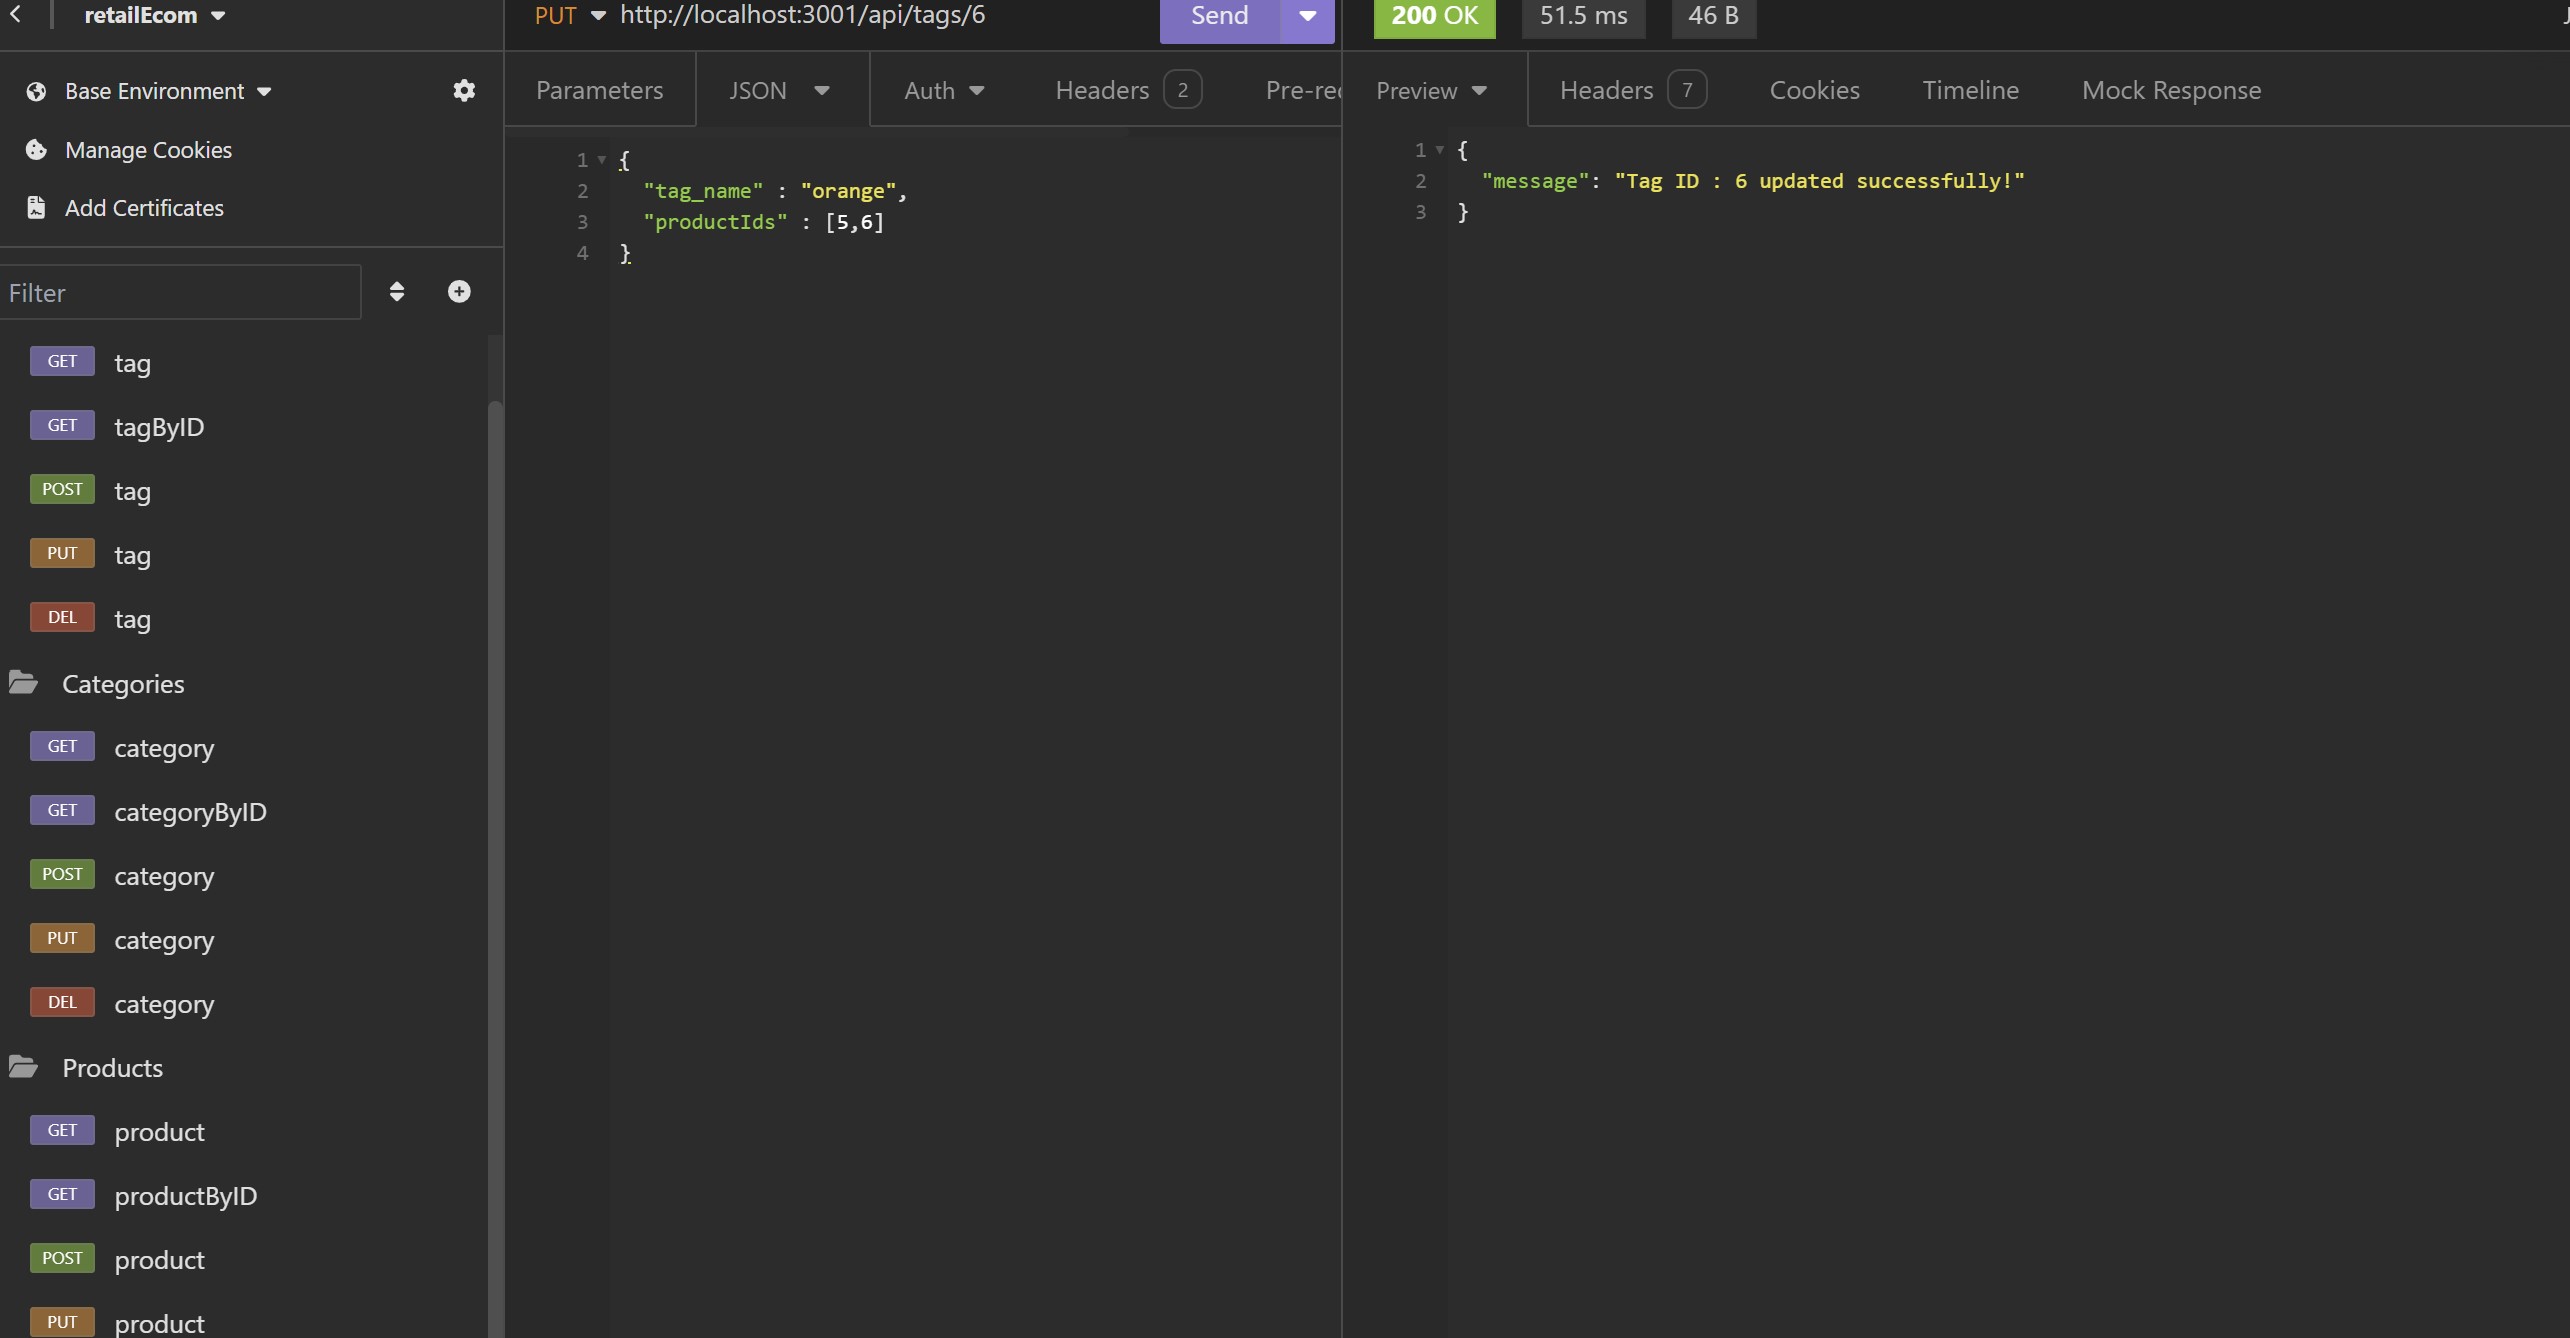 retailEcom
Base Environment
Manage Cookies
Add Certificates
Filter
GET tag
GET tagByID
POST tag
PUT tag
DEL tag
Categories
GET category
GET categoryByID
POST category
PUT category
DEL category
Products
GET product
GET productByID
POST product
PUT product
PUT http://localhost:3001/api/tags/6 Send
Parameters JSON Auth Headers 2 Pre-re
1 {
2 "tag_name" : "orange",
3 "productIds" : [5,6]
4 }
200 OK 51.5 ms 46 B
Preview Headers 7 Cookies Timeline Mock Response
1 {
2 "message": "Tag ID : 6 updated successfully!"
3 }